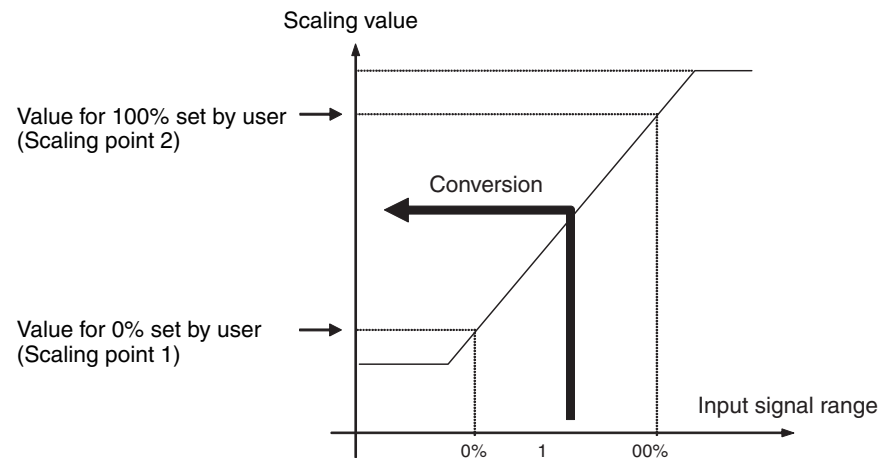 Scaling value
Value for 100% set by user
(Scaling point 2)
Conversion
Value for 0% set by user
(Scaling point 1)
Input signal range
0% 1 00%